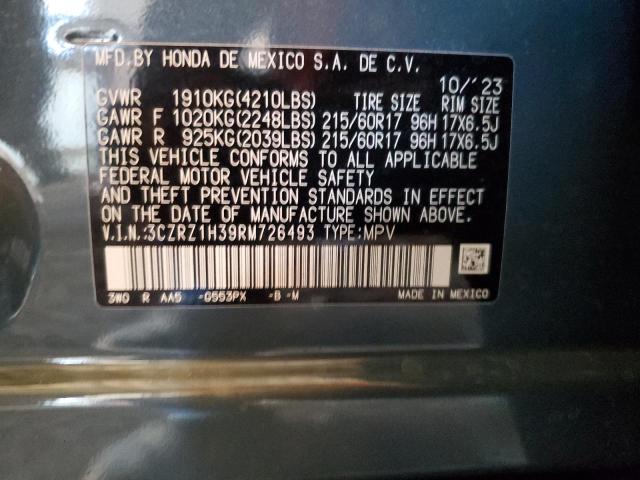 MFD.BY HONDA DE MEXICO S.A. DE C.V.
10/'23
GVWR 1910KG(4210LBS) TIRE SIZE RIM SIZE
GAWR F 1020KG(2248LBS) 215/60R17 96H 17X6.5J
GAWR R 925KG(2039LBS) 215/60R17 96H 17X6.5J
THIS VEHICLE CONFORMS TO ALL APPLICABLE
FEDERAL MOTOR VEHICLE SAFETY
AND THEFT PREVENTION STANDARDS IN EFFECT
ON THE DATE OF MANUFACTURE SHOWN ABOVE.
V.I.N.:3CZRZ1H39RM726493 TYPE:MPV
3W0 R AA5 -G553PX -B -M MADE IN MEXICO